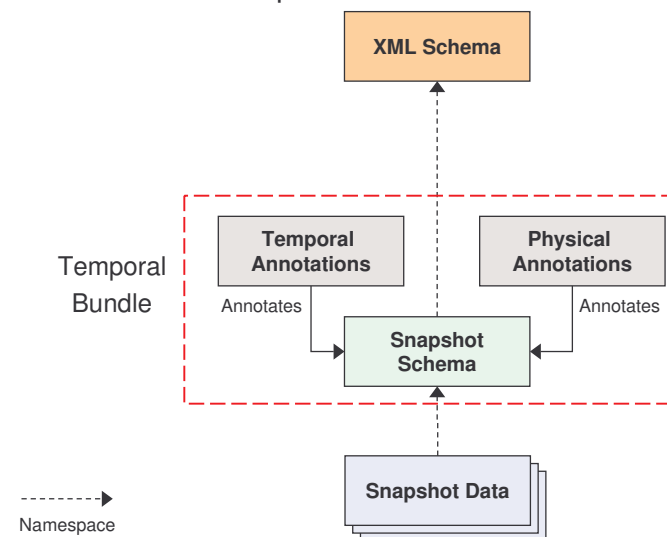 XML Schema
Temporal
Annotations
Physical
Annotations
Temporal
Bundle
Annotates
Annotates
Snapshot
Schema
Snapshot Data
Namespace